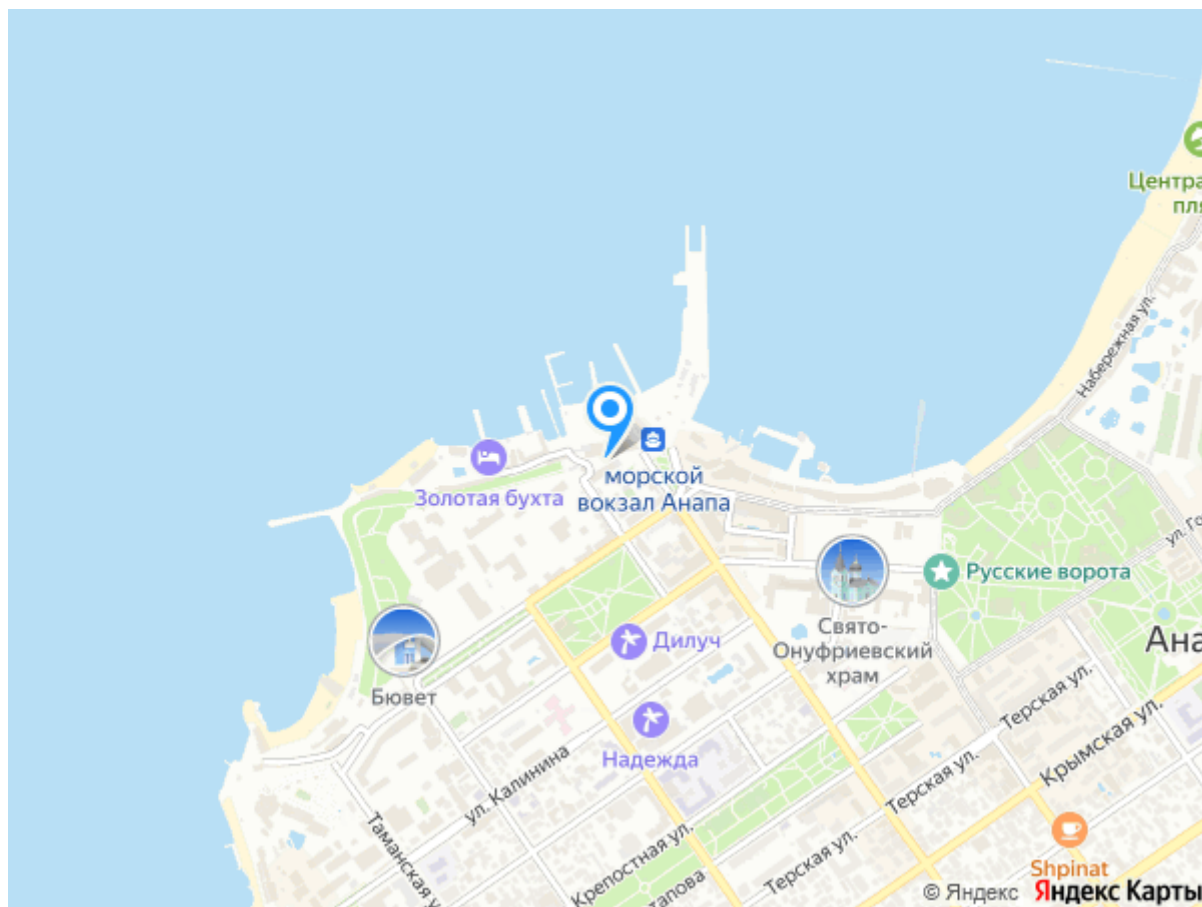 Центра
пля
Набережная ул.
морской
вокзал Анапа
Золотая бухта
ул. Го
Русские ворота
Свято-
Онуфриевский
храм
Дилуч
Ана
Бювет
Надежда
ул. Калинина
Терская ул.
Крымская ул.
Терская ул.
Таманская у
Крепостная ул.
Терская ул.
тапова
Shpinat
© Яндекс Яндекс Карты